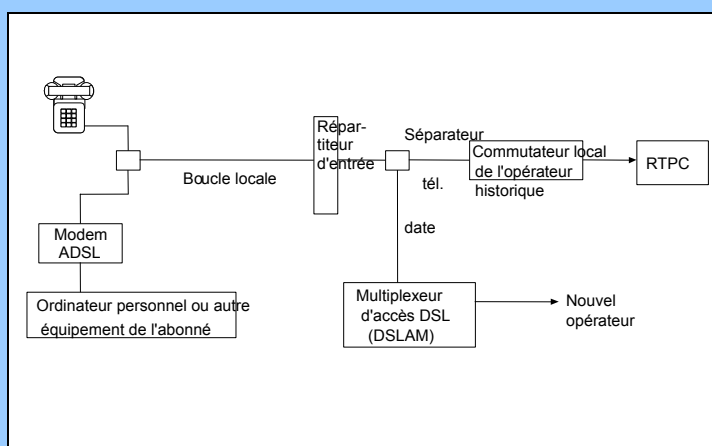 Répar-
titeur
d'entrée
Séparateur
Commutateur local
de l'opérateur
historique
RTPC
Boucle locale
tél.
date
Modem
ADSL
Ordinateur personnel ou autre
équipement de l'abonné
Multiplexeur
d'accès DSL
(DSLAM)
Nouvel
opérateur